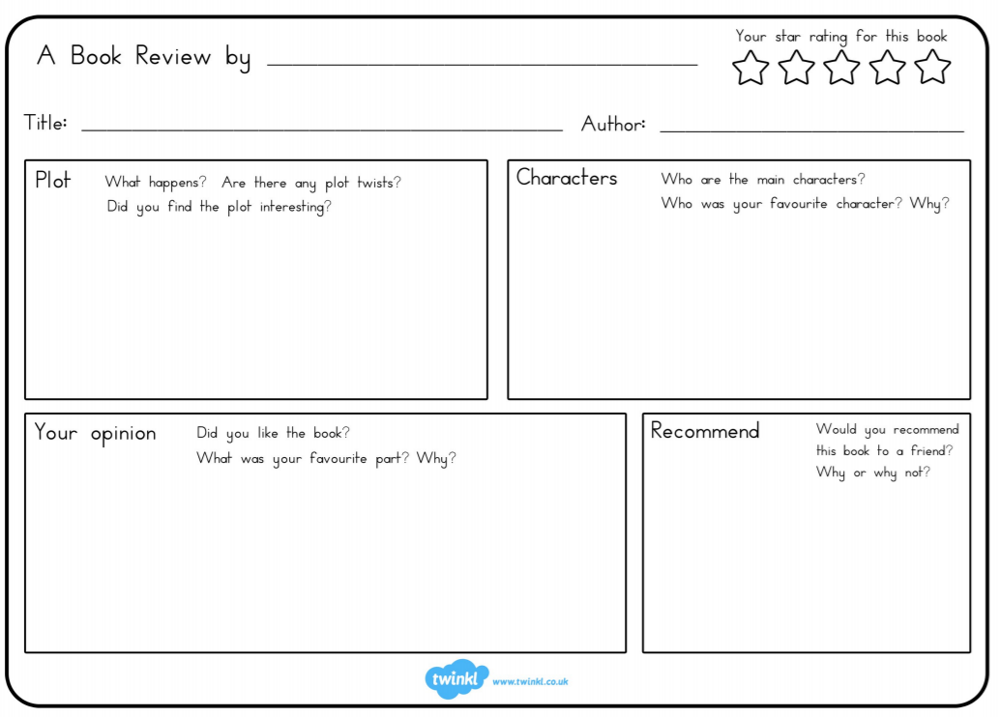 A Book Review by
Your star rating for this book
Title:
Author:
Plot
What happens? Are there any plot twists?
Did you find the plot interesting?
Characters
Who are the main characters?
Who was your favourite character? Why?
Your opinion
Did you like the book?
What was your favourite part? Why?
Recommend
Would you recommend
this book to a friend?
Why or why not?
twinkl
www.twinkl.co.uk